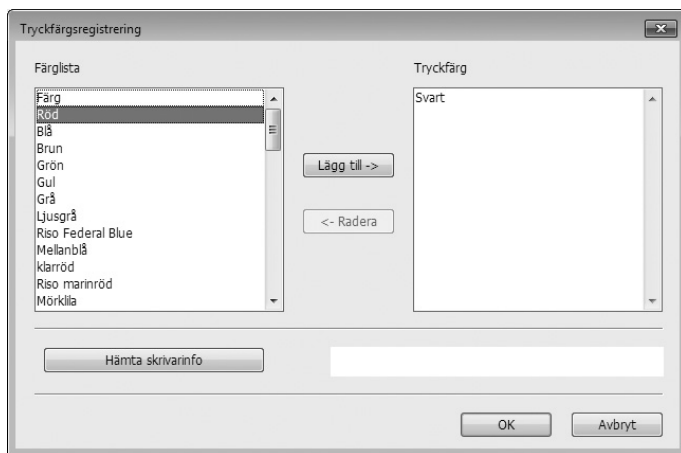 Tryckfärgsregistrering
Färglista
Tryckfärg
Färg
Röd
Blå
Brun
Grön
Gul
Grå
Ljusgrå
Riso Federal Blue
Mellanblå
klarröd
Riso marinröd
Mörklila
Lägg till ->
<- Radera
Svart
Hämta skrivarinfo
OK
Avbryt